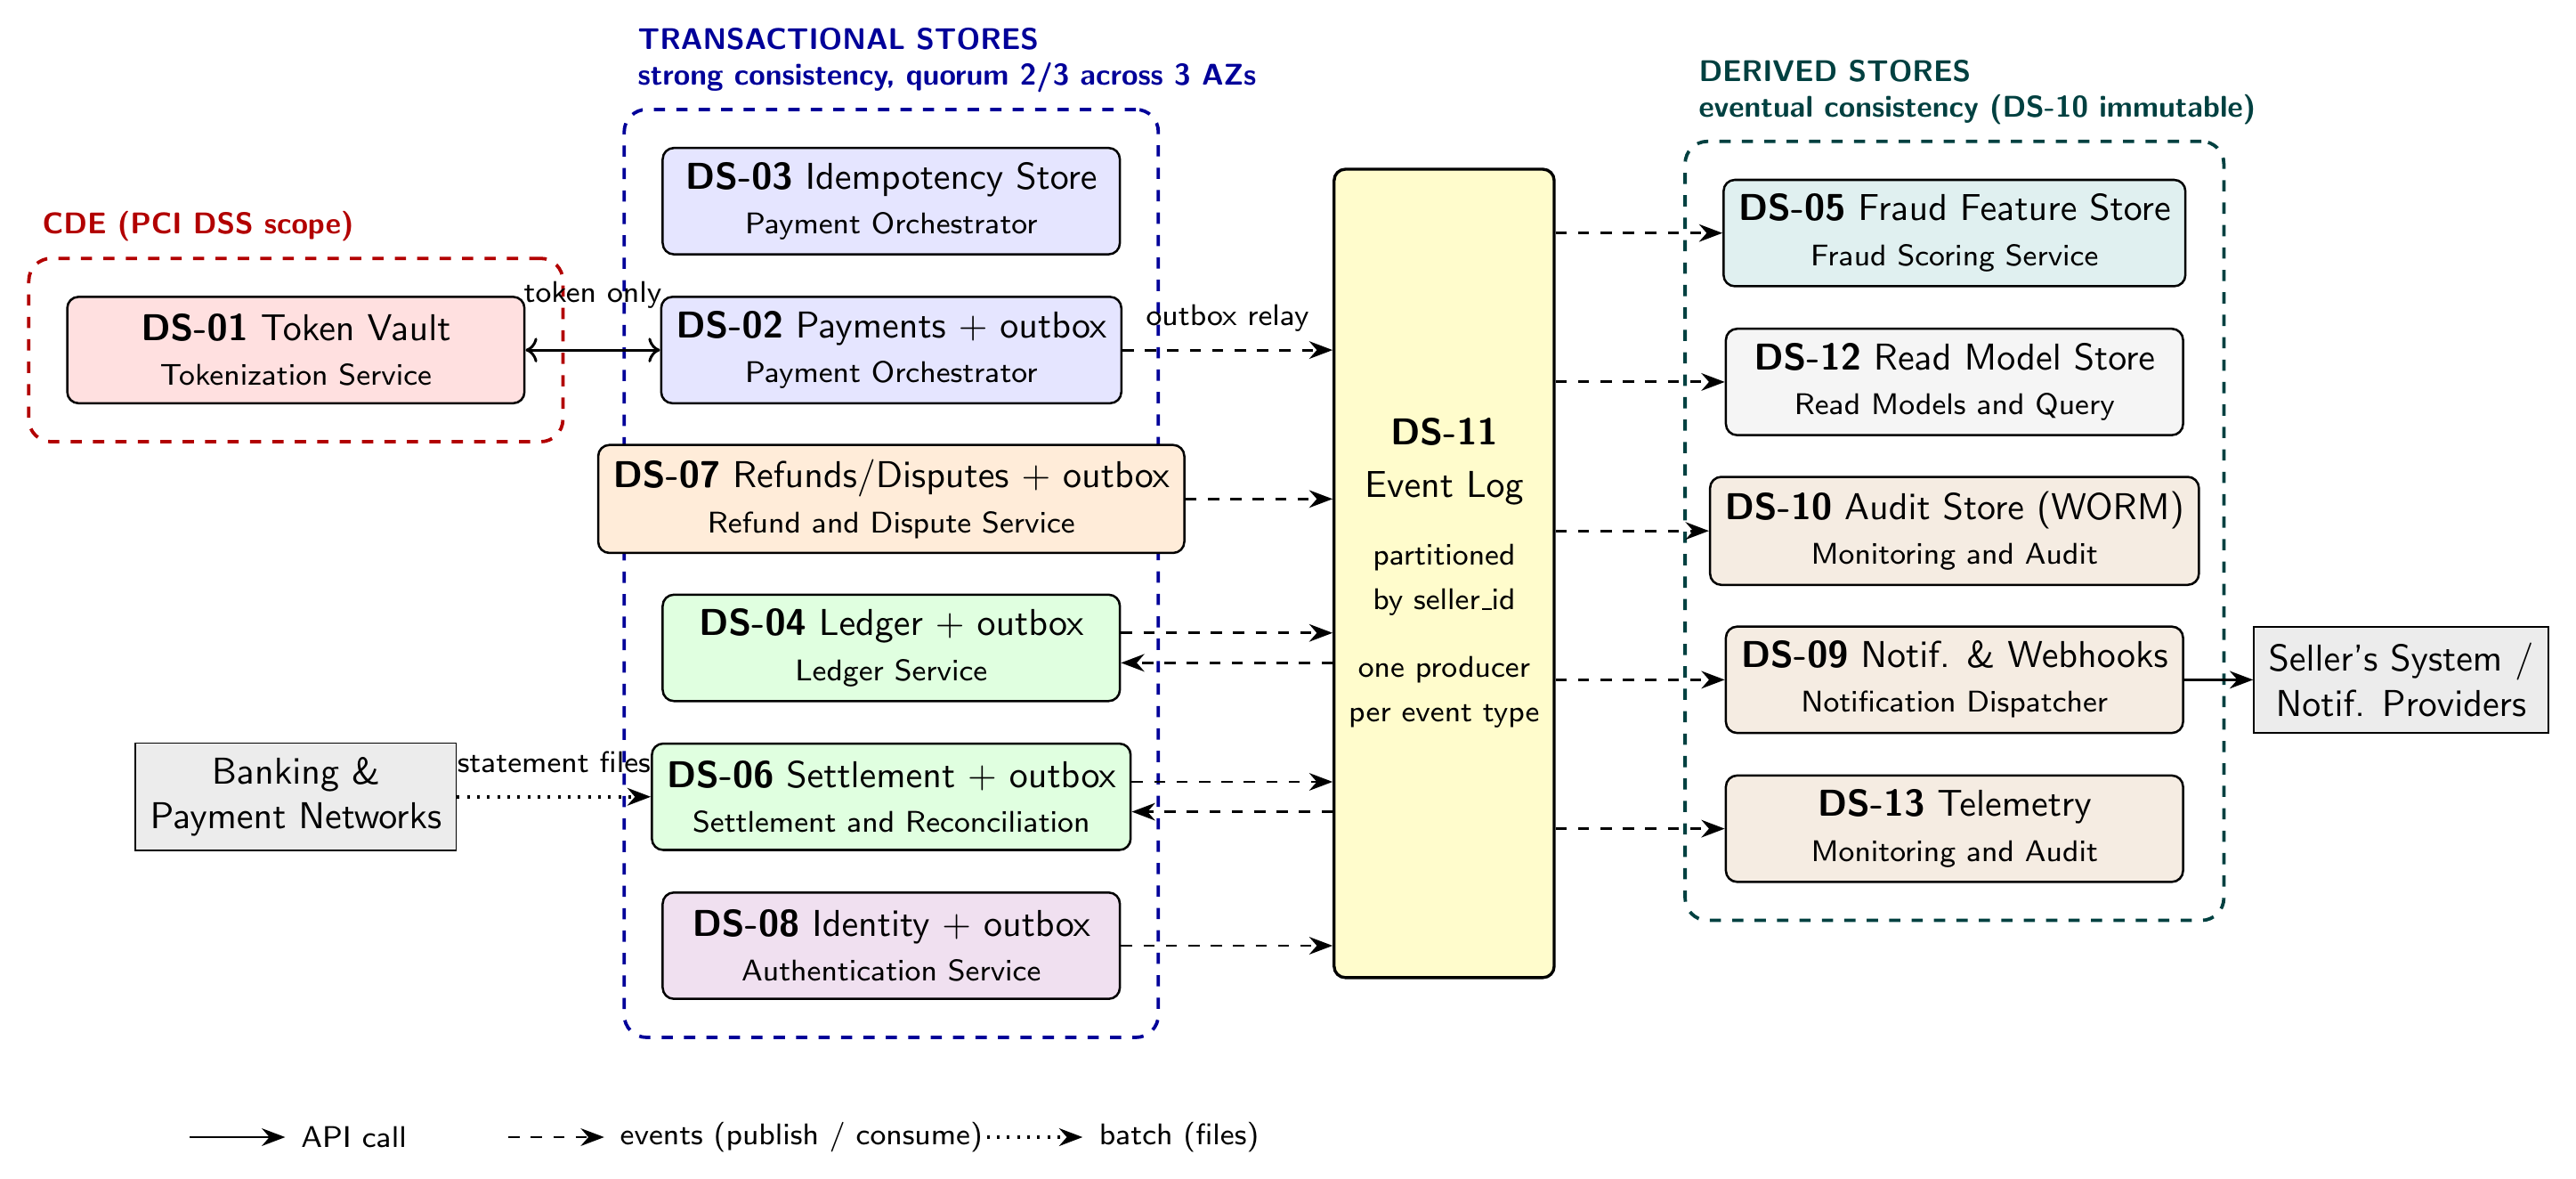 TRANSACTIONAL STORES
strong consistency, quorum 2/3 across 3 AZs
DERIVED STORES
eventual consistency (DS-10 immutable)
CDE (PCI DSS scope)
DS-01 Token Vault
Tokenization Service
token only
DS-03 Idempotency Store
Payment Orchestrator
DS-02 Payments + outbox
Payment Orchestrator
outbox relay
DS-07 Refunds/Disputes + outbox
Refund and Dispute Service
DS-04 Ledger + outbox
Ledger Service
Banking &
Payment Networks
statement files
DS-06 Settlement + outbox
Settlement and Reconciliation
DS-08 Identity + outbox
Authentication Service
DS-11
Event Log
partitioned
by seller_id
one producer
per event type
DS-05 Fraud Feature Store
Fraud Scoring Service
DS-12 Read Model Store
Read Models and Query
DS-10 Audit Store (WORM)
Monitoring and Audit
DS-09 Notif. & Webhooks
Notification Dispatcher
Seller's System /
Notif. Providers
DS-13 Telemetry
Monitoring and Audit
API call
events (publish / consume)
batch (files)